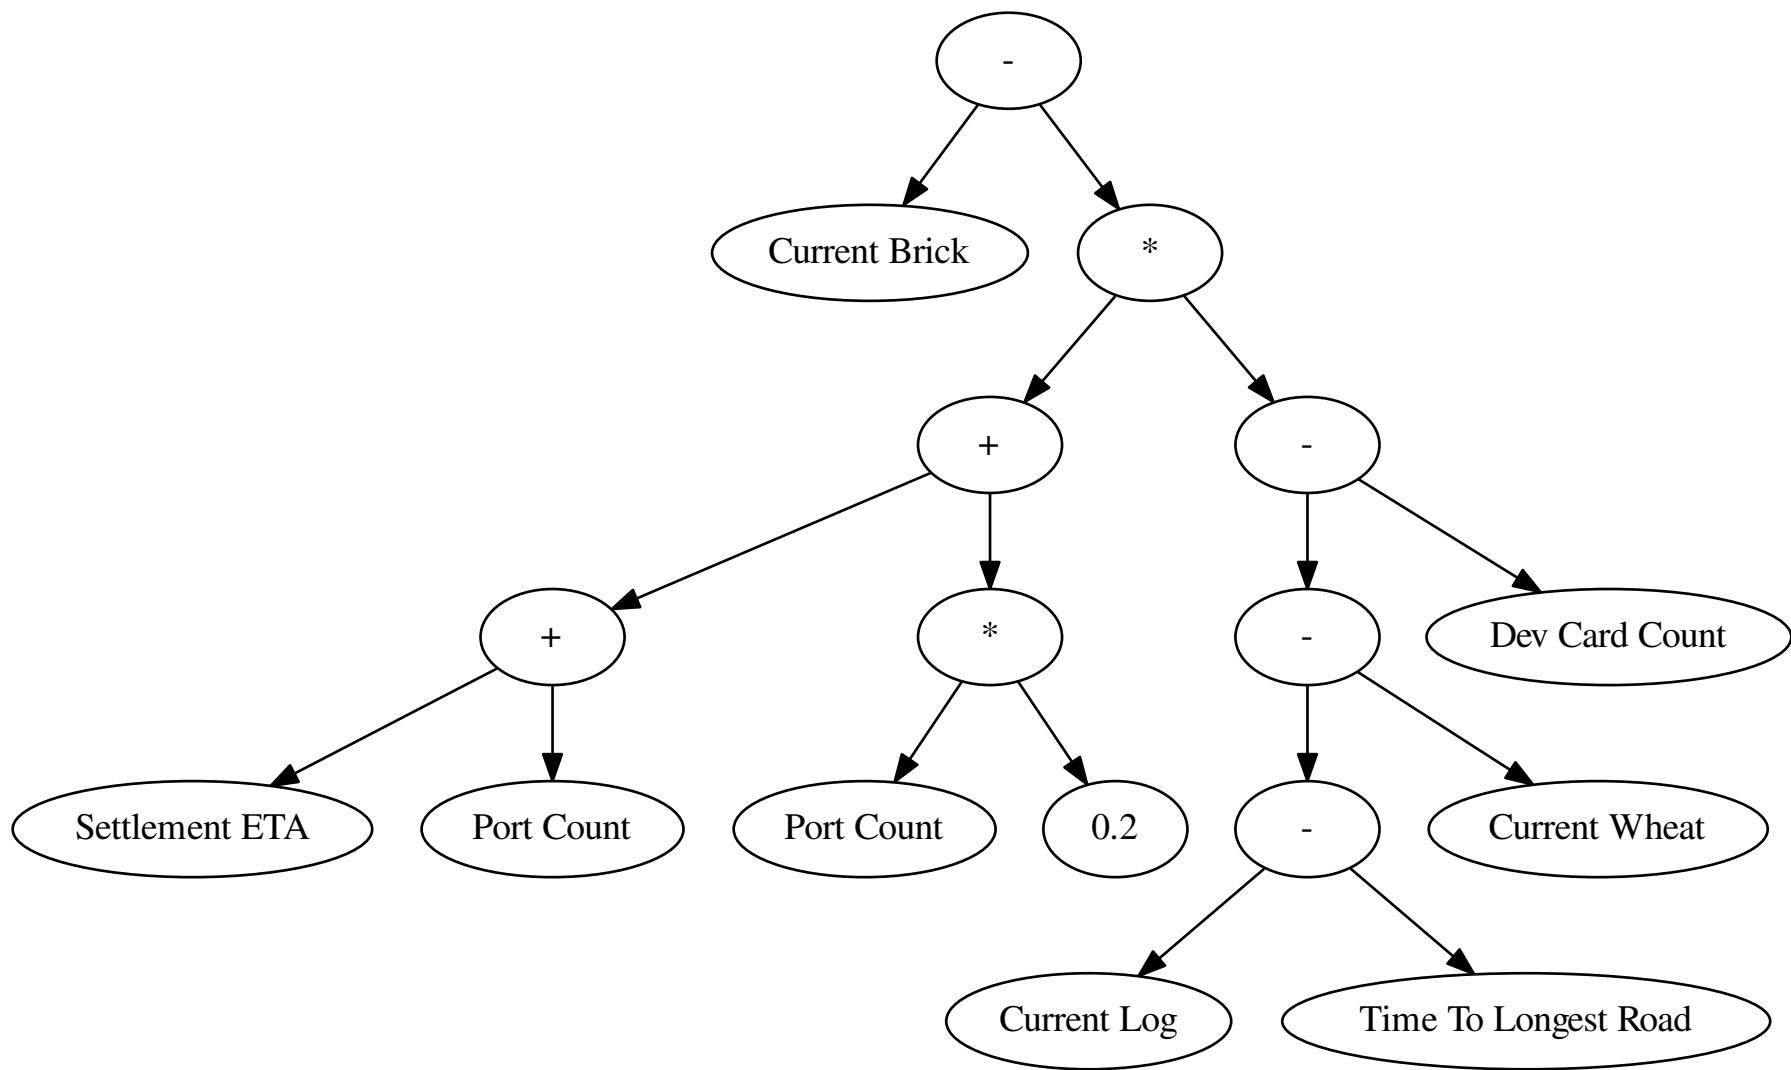 -
Current Brick
*
+
-
+
*
-
Dev Card Count
Settlement ETA
Port Count
Port Count
0.2
-
Current Wheat
Current Log
Time To Longest Road